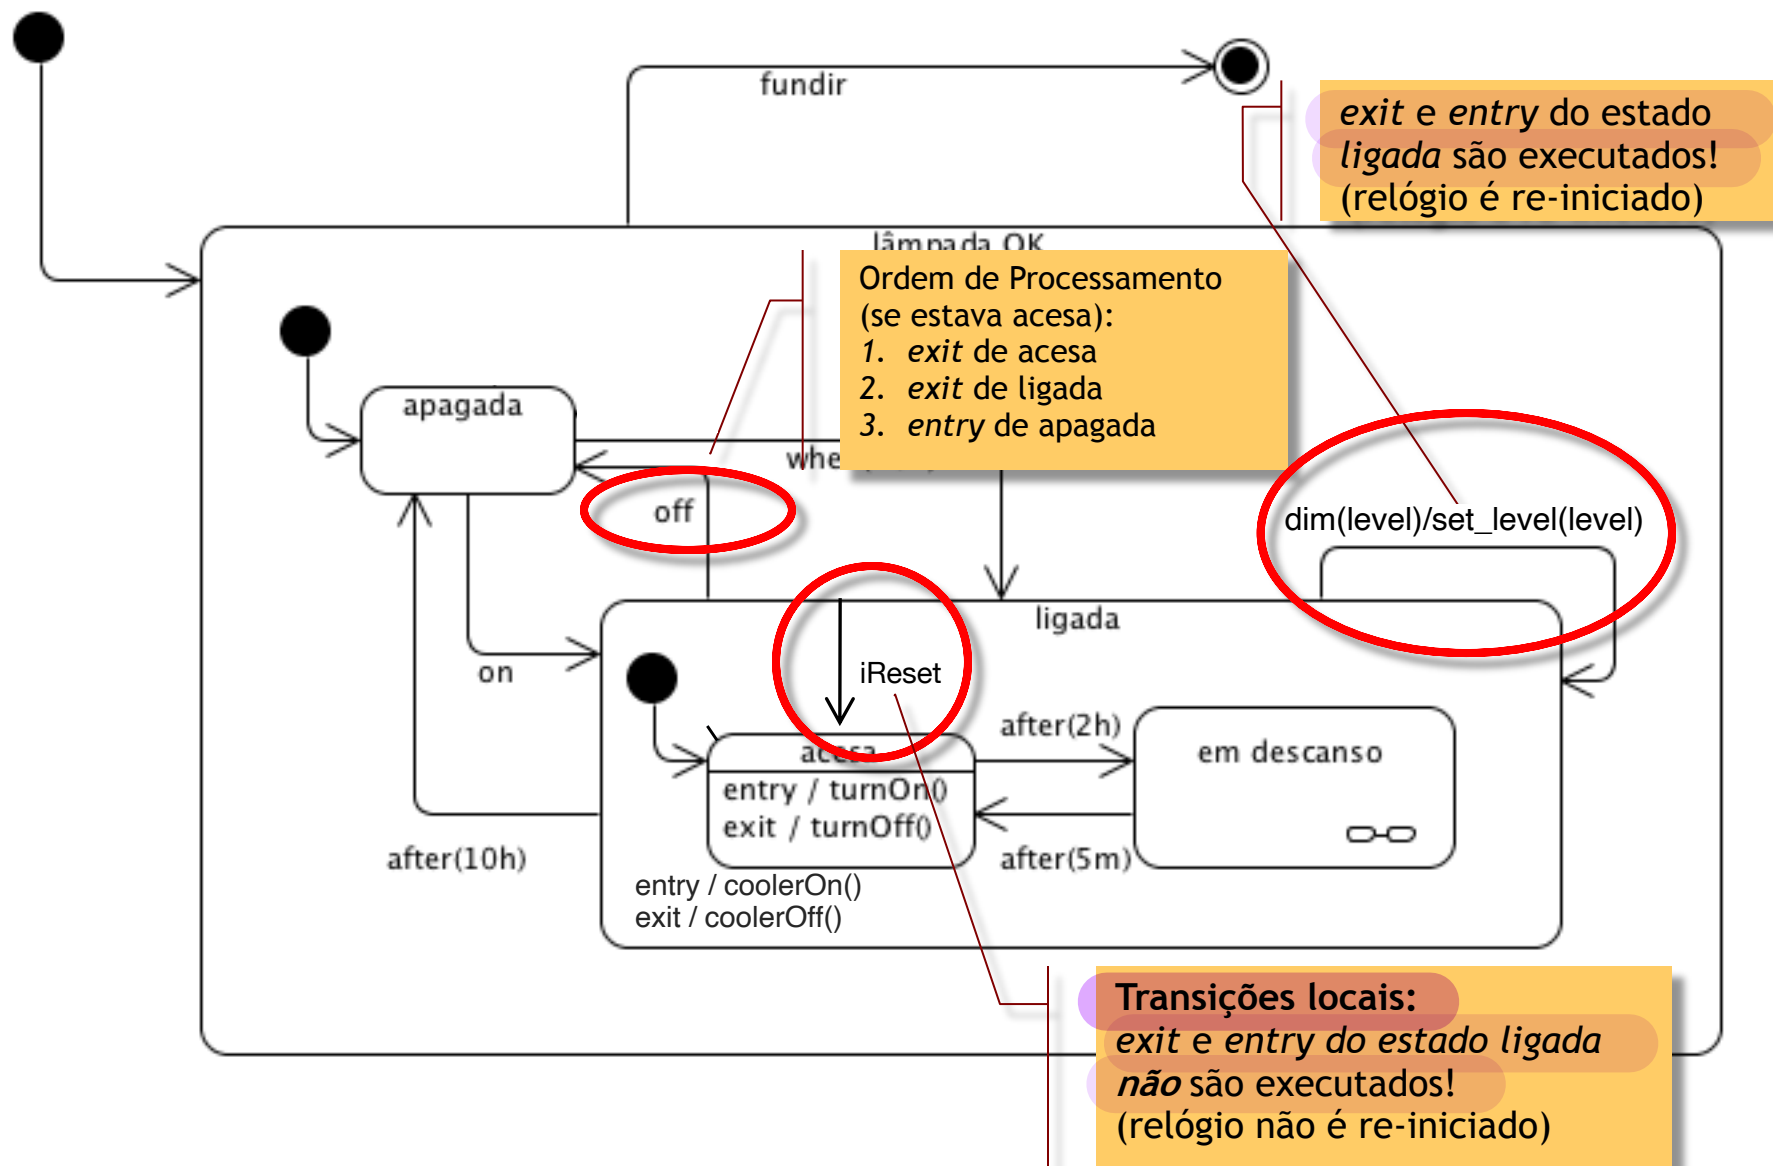 fundir
exit e entry do estado
ligada são executados!
(relógio é re-iniciado)
lâmpada OK
Ordem de Processamento
(se estava acesa):
1. exit de acesa
2. exit de ligada
3. entry de apagada
apagada
off
dim(level)/set_level(level)
ligada
on
iReset
after(2h)
em descanso
acesa
entry / turnOn()
exit / turnOff()
after(10h)
after(5m)
entry / coolerOn()
exit / coolerOff()
Transições locais:
exit e entry do estado ligada
não são executados!
(relógio não é re-iniciado)